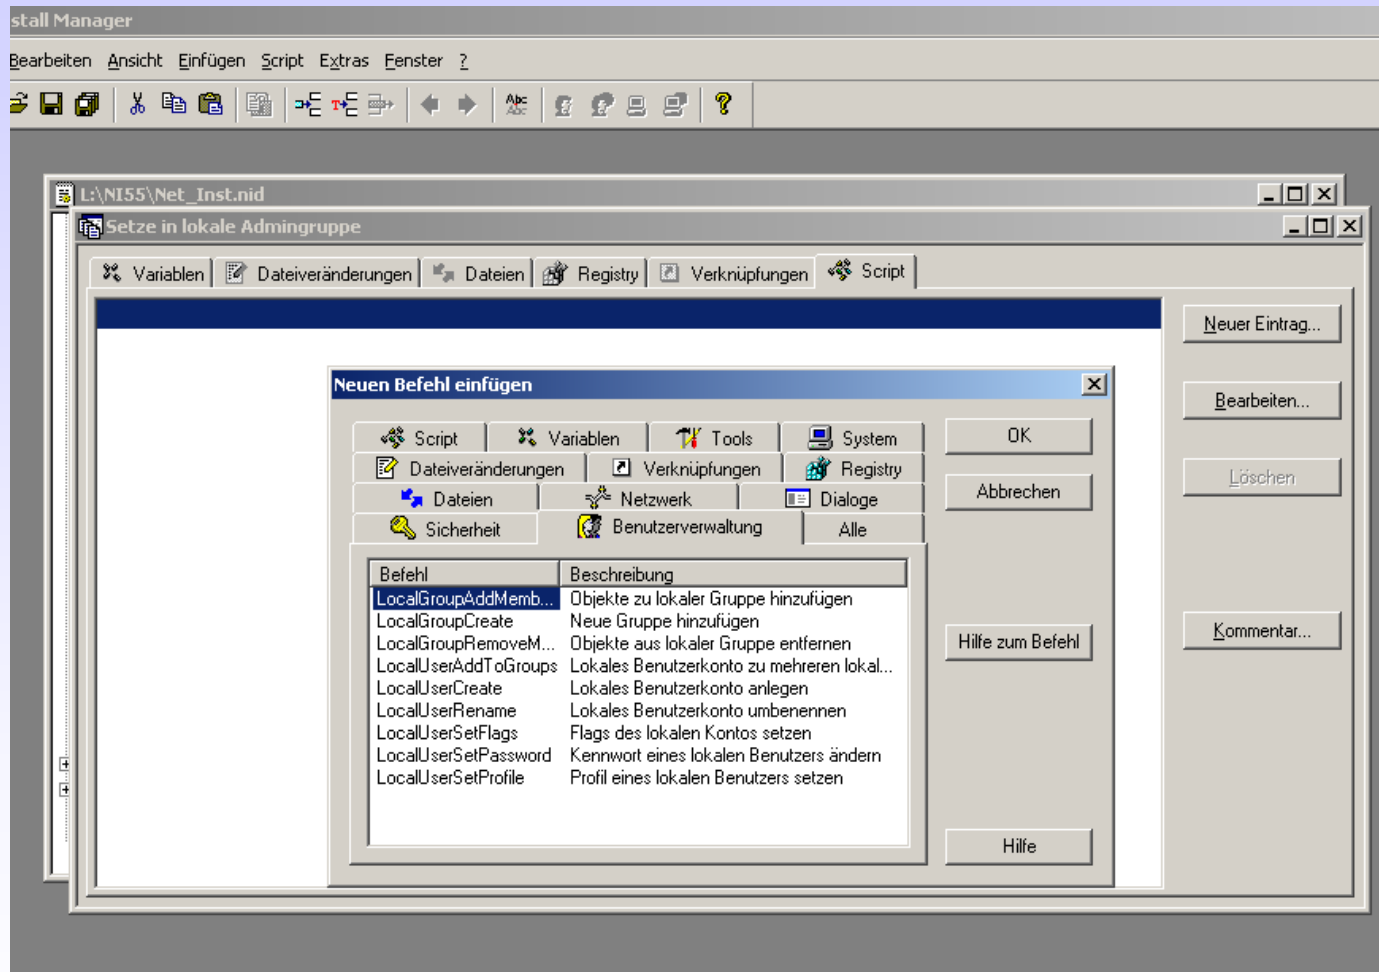 stall Manager
Bearbeiten Ansicht Einfügen Script Extras Fenster ?
Abc
L:\NI55\Net_Inst.nid
Setze in lokale Admingruppe
Variablen Dateiveränderungen Dateien Registry Verknüpfungen Script
Neuer Eintrag...
Bearbeiten...
Löschen
Kommentar...
Neuen Befehl einfügen
Script Variablen Tools System
Dateiveränderungen Verknüpfungen Registry
Dateien Netzwerk Dialoge
Sicherheit Benutzerverwaltung Alle
OK
Abbrechen
Hilfe zum Befehl
Hilfe
Befehl Beschreibung
LocalGroupAddMemb... Objekte zu lokaler Gruppe hinzufügen
LocalGroupCreate Neue Gruppe hinzufügen
LocalGroupRemoveM... Objekte aus lokaler Gruppe entfernen
LocalUserAddToGroups Lokales Benutzerkonto zu mehreren lokal...
LocalUserCreate Lokales Benutzerkonto anlegen
LocalUserRename Lokales Benutzerkonto umbenennen
LocalUserSetFlags Flags des lokalen Kontos setzen
LocalUserSetPassword Kennwort eines lokalen Benutzers ändern
LocalUserSetProfile Profil eines lokalen Benutzers setzen